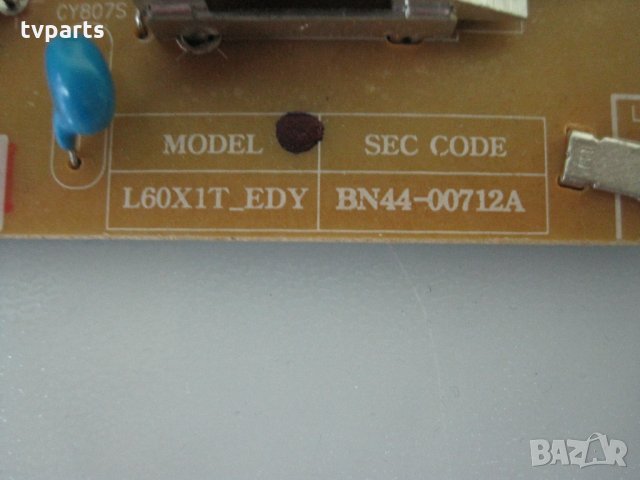 CY807S
tvparts
MODEL SEC CODE
L60X1T_EDY BN44-00712A
L
BAZAR